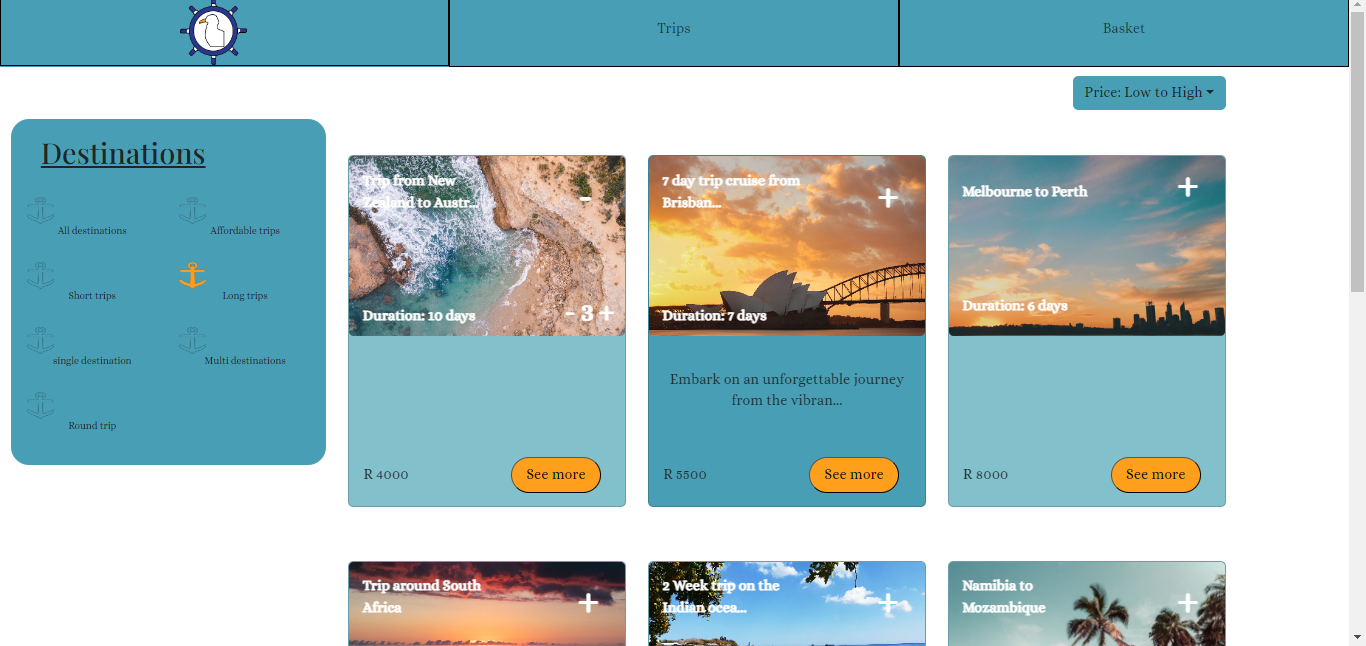 Trips
Basket
Price: Low to High
Destinations
All destinations
Affordable trips
Short trips
Long trips
single destination
Multi destinations
Round trip
Trip from New
Zealand to Austr...
-
Duration: 10 days
- 3 +
R 4000
See more
7 day trip cruise from
Brisban...
+
Duration: 7 days
Embark on an unforgettable journey
from the vibran...
R 5500
See more
Melbourne to Perth
+
Duration: 6 days
R 8000
See more
Trip around South
Africa
+
2 Week trip on the
Indian ocea...
+
Namibia to
Mozambique
+